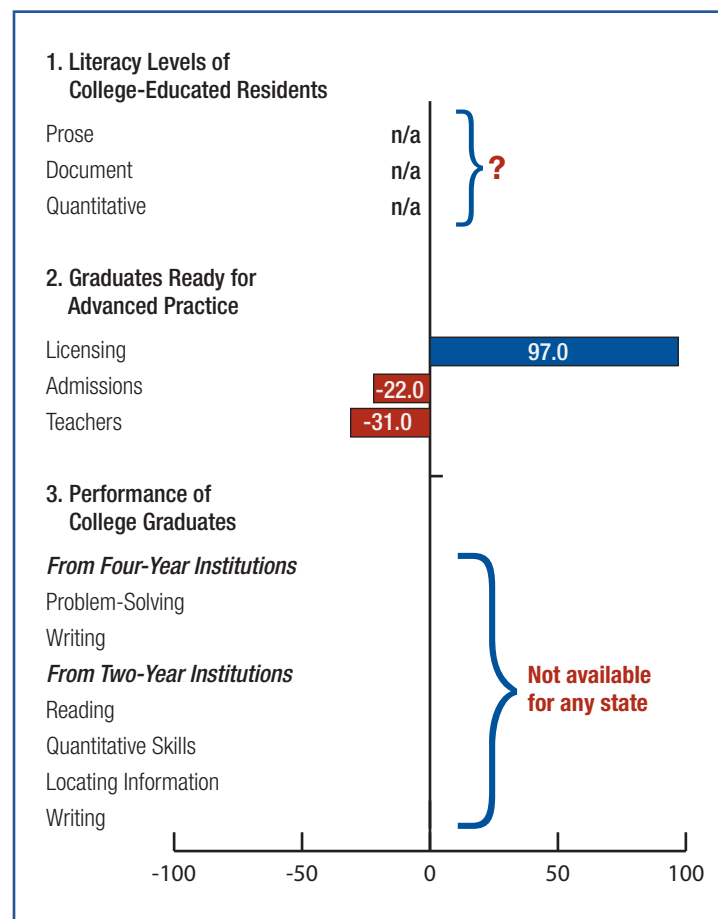 1. Literacy Levels of
College-Educated Residents
Prose n/a
Document n/a
Quantitative n/a
?
2. Graduates Ready for
Advanced Practice
Licensing 97.0
Admissions -22.0
Teachers -31.0
3. Performance of
College Graduates
From Four-Year Institutions
Problem-Solving
Writing
From Two-Year Institutions
Reading
Quantitative Skills
Locating Information
Writing
Not available
for any state
-100 -50 0 50 100